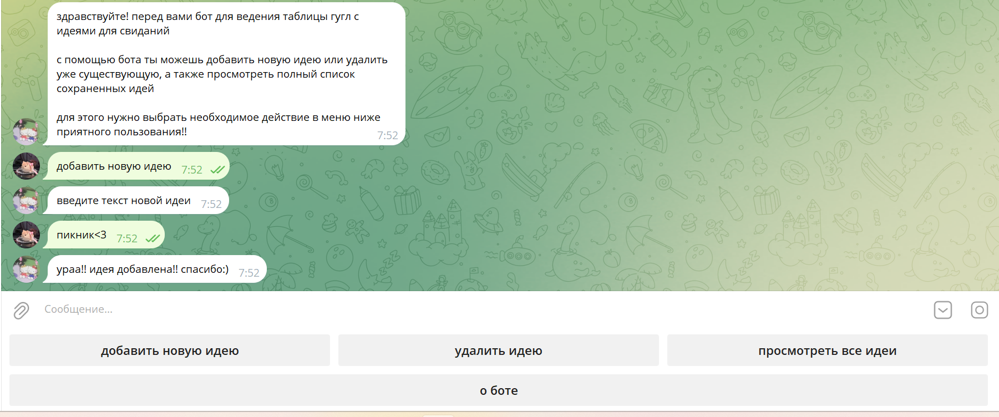 здравствуйте! перед вами бот для ведения таблицы гугл с
идеями для свиданий
с помощью бота ты можешь добавить новую идею или удалить
уже существующую, а также просмотреть полный список
сохраненных идей
для этого нужно выбрать необходимое действие в меню ниже
приятного пользования!!
7:52
добавить новую идею 7:52
введите текст новой идеи 7:52
пикник<3 7:52
ураа!! идея добавлена!! спасибо:) 7:52
Сообщение...
добавить новую идею
удалить идею
просмотреть все идеи
о боте